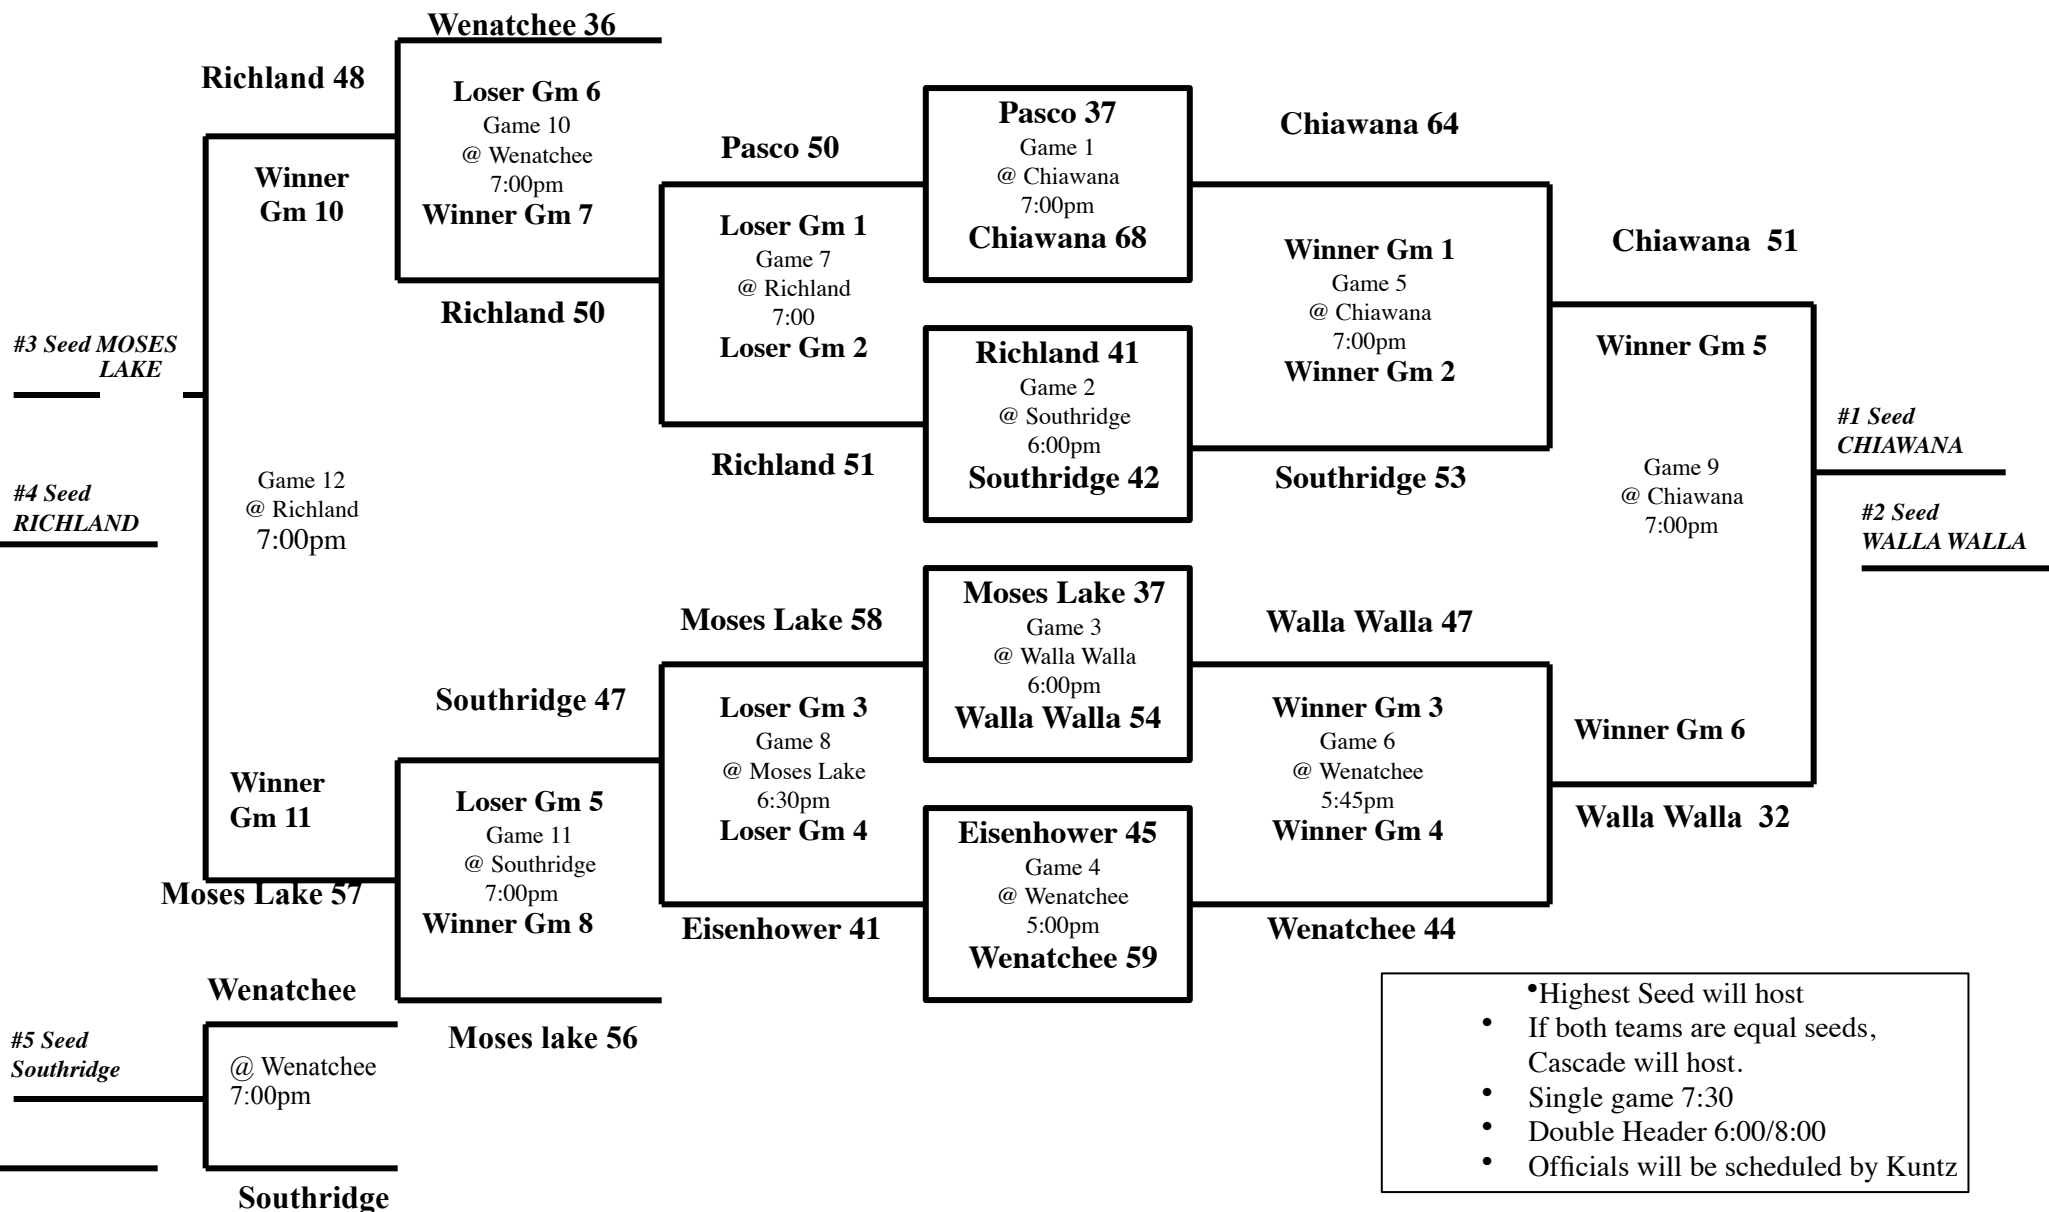 Wenatchee 36
Richland 48
Loser Gm 6
Game 10
@ Wenatchee
7:00pm
Winner Gm 7
Winner
Gm 10
Richland 50
Pasco 50
Loser Gm 1
Game 7
@ Richland
7:00
Loser Gm 2
Richland 51
Pasco 37
Game 1
@ Chiawana
7:00pm
Chiawana 68
Richland 41
Game 2
@ Southridge
6:00pm
Southridge 42
Chiawana 64
Winner Gm 1
Game 5
@ Chiawana
7:00pm
Winner Gm 2
Southridge 53
Chiawana 51
Winner Gm 5
Game 9
@ Chiawana
7:00pm
#1 Seed
CHIAWANA
#2 Seed
WALLA WALLA
#3 Seed MOSES
LAKE
#4 Seed
RICHLAND
Game 12
@ Richland
7:00pm
Moses Lake 58
Southridge 47
Loser Gm 3
Game 8
@ Moses Lake
6:30pm
Loser Gm 4
Eisenhower 41
Moses Lake 37
Game 3
@ Walla Walla
6:00pm
Walla Walla 54
Eisenhower 45
Game 4
@ Wenatchee
5:00pm
Wenatchee 59
Walla Walla 47
Winner Gm 3
Game 6
@ Wenatchee
5:45pm
Winner Gm 4
Wenatchee 44
Winner Gm 6
Walla Walla 32
Winner
Gm 11
Loser Gm 5
Game 11
@ Southridge
7:00pm
Winner Gm 8
Moses Lake 57
Moses lake 56
Wenatchee
#5 Seed
Southridge
@ Wenatchee
7:00pm
Southridge
•Highest Seed will host
• If both teams are equal seeds,
Cascade will host.
• Single game 7:30
• Double Header 6:00/8:00
• Officials will be scheduled by Kuntz